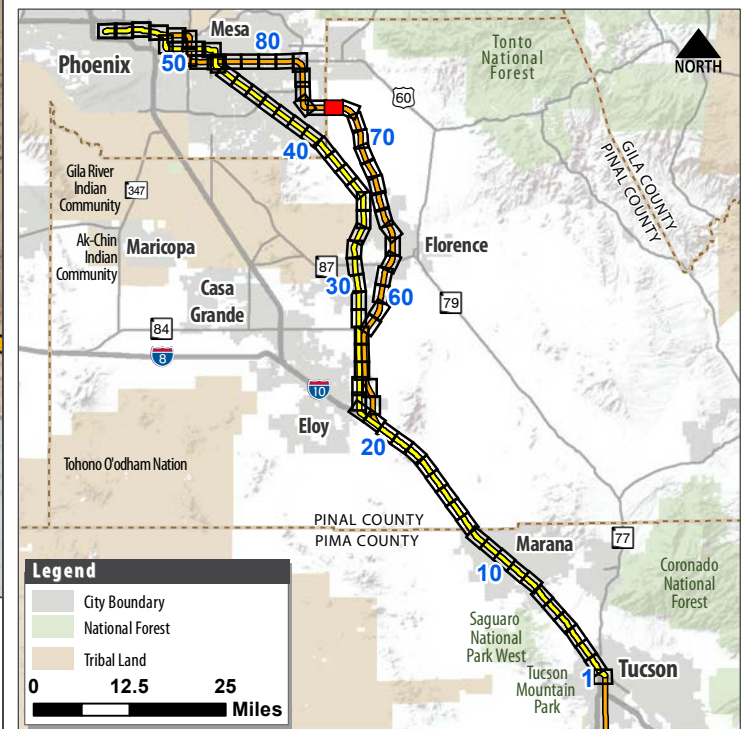 Mesa
80
Phoenix
50
Tonto
National
Forest
NORTH
60
70
40
GILA COUNTY
PINAL COUNTY
Gila River
Indian
Community
347
Ak-Chin
Indian
Community
Maricopa
Florence
87
30
Casa
Grande
60
79
84
8
10
Eloy
20
Tohono O'odham Nation
PINAL COUNTY
PIMA COUNTY
Marana
77
10
Coronado
National
Forest
Saguaro
National
Park West
Tucson
Mountain
Park
1
Tucson
Legend
City Boundary
National Forest
Tribal Land
0 12.5 25
Miles